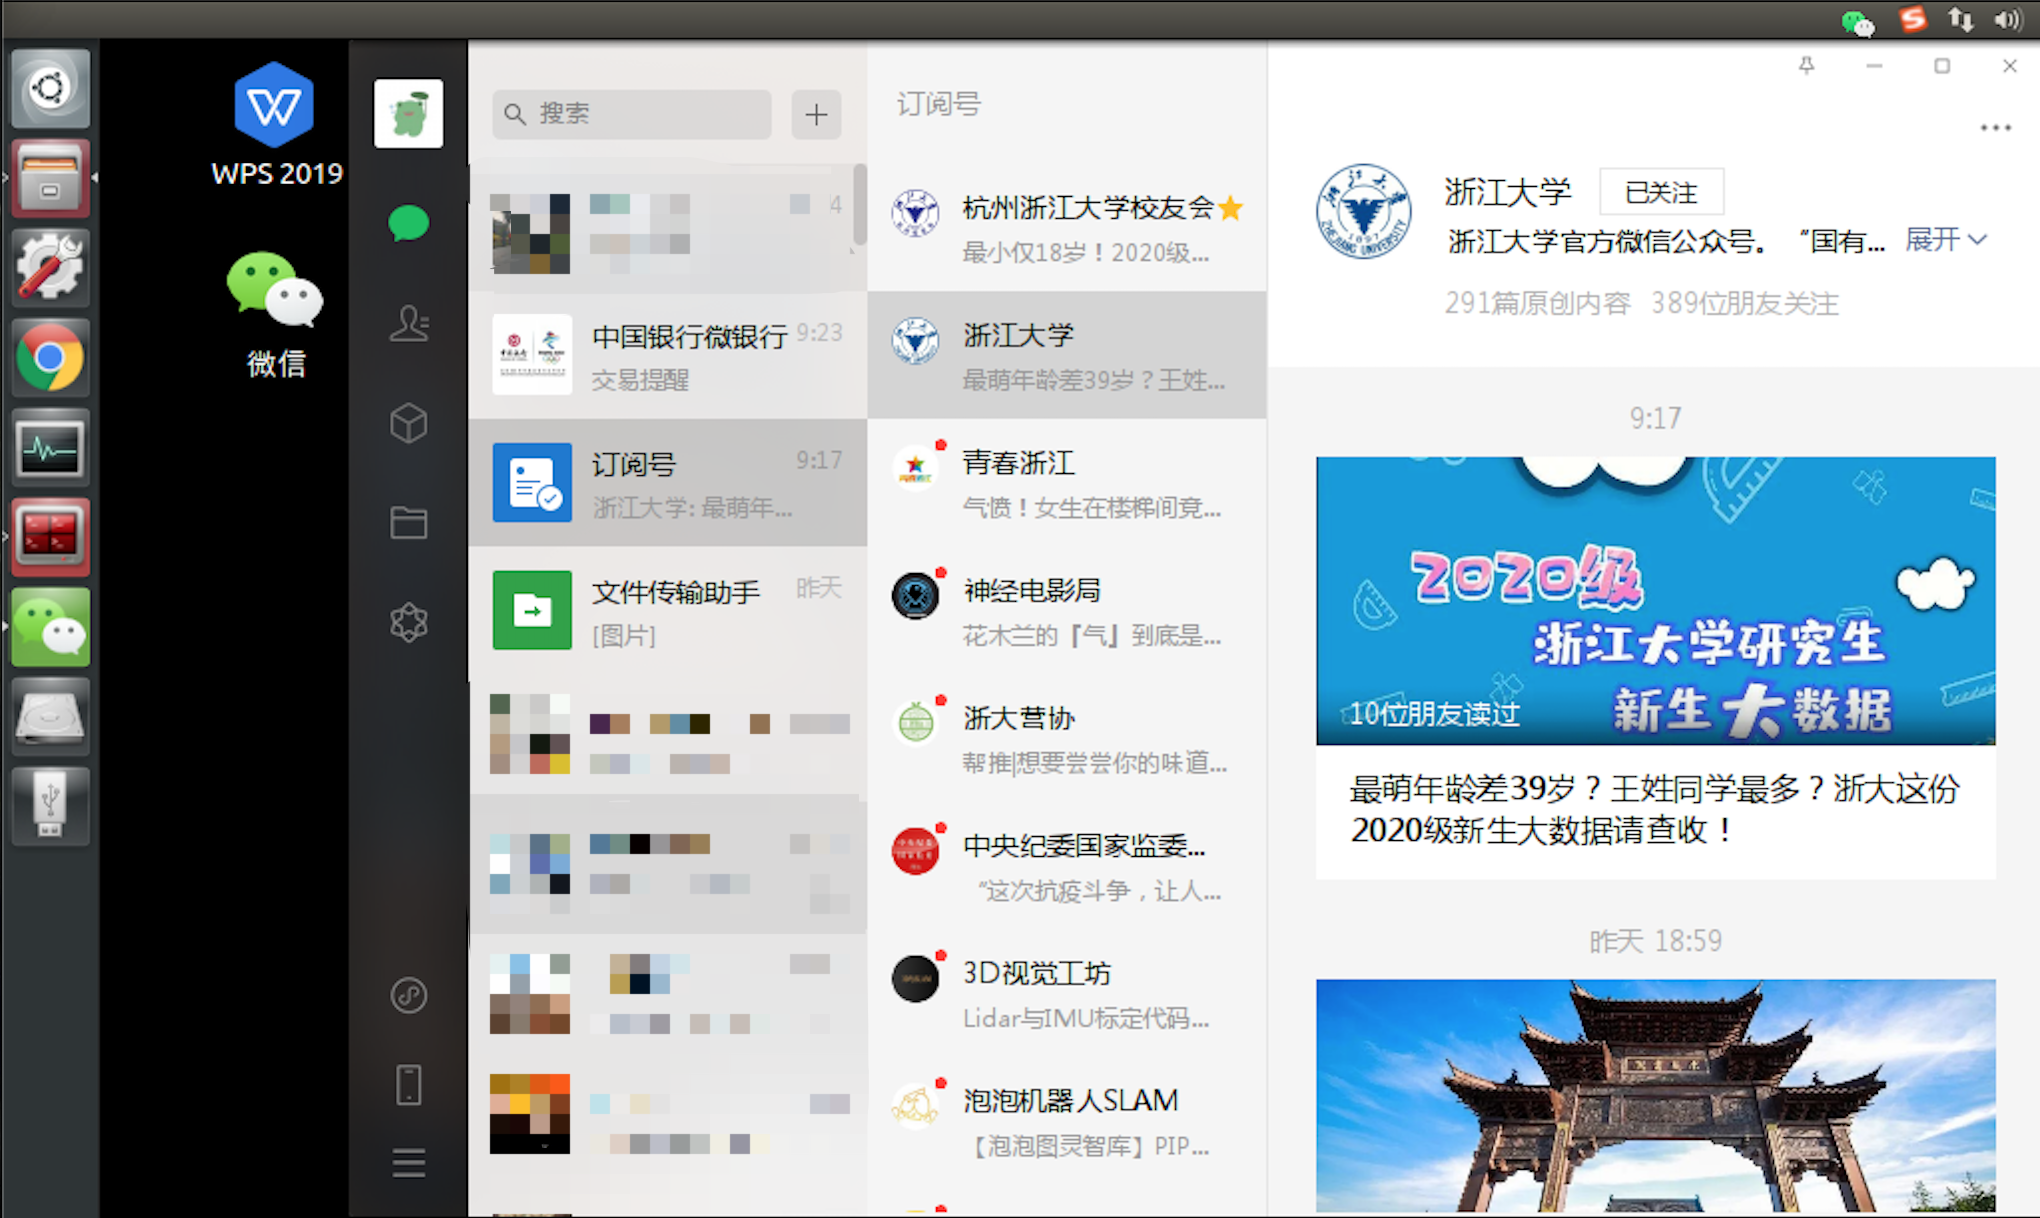 WPS 2019
微信
搜索
4
中国银行微银行 9:23
交易提醒
订阅号 9:17
浙江大学: 最萌年...
文件传输助手 昨天
[图片]
订阅号
杭州浙江大学校友会
最小仅18岁！2020级...
浙江大学
最萌年龄差39岁？王姓...
青春浙江
气愤！女生在楼梯间竞...
神经电影局
花木兰的『气』到底是...
浙大营协
帮推|想要尝尝你的味道...
中央纪委国家监委...
“这次抗疫斗争，让人...
3D视觉工坊
Lidar与IMU标定代码...
泡泡机器人SLAM
【泡泡图灵智库】PIP...
浙江大学 已关注
浙江大学官方微信公众号。 “国有... 展开
291篇原创内容 389位朋友关注
9:17
2020级
浙江大学研究生
新生大数据
10位朋友读过
最萌年龄差39岁？王姓同学最多？浙大这份
2020级新生大数据请查收！
昨天 18:59